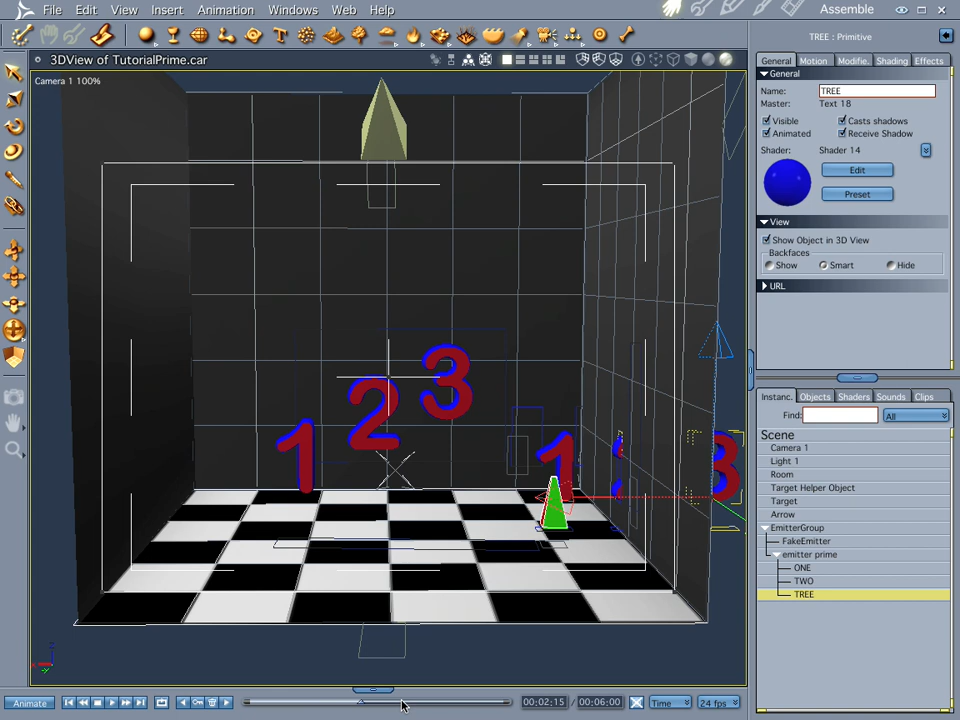 File Edit View Insert Animation Windows Web Help Assemble
3DView of TutorialPrime.car
Camera 1 100%
1
2
3
1
3
TREE : Primitive
General Motion Modifie. Shading Effects
General
Name: TREE
Master: Text 18
Visible Casts shadows
Animated Receive Shadow
Shader: Shader 14
Edit
Preset
View
Show Object in 3D View
Backfaces
Show Smart Hide
URL
Instanc. Objects Shaders Sounds Clips
Find: All
Scene
Camera 1
Light 1
Room
Target Helper Object
Target
Arrow
EmitterGroup
FakeEmitter
emitter prime
ONE
TWO
TREE
Animate 00:02:15 / 00:06:00 Time 24 fps